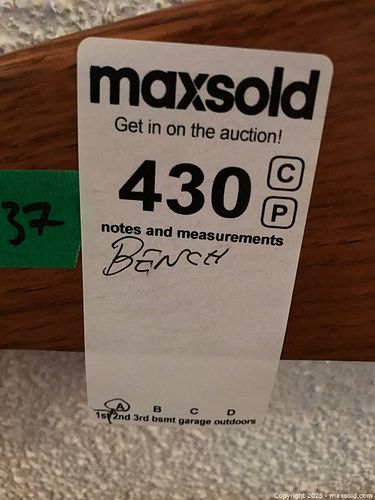 maxsold
Get in on the auction!
430
C
P
37
notes and measurements
BENCH
A B C D
1st 2nd 3rd bsmt garage outdoors
Copyright 2025 - maxsold.com